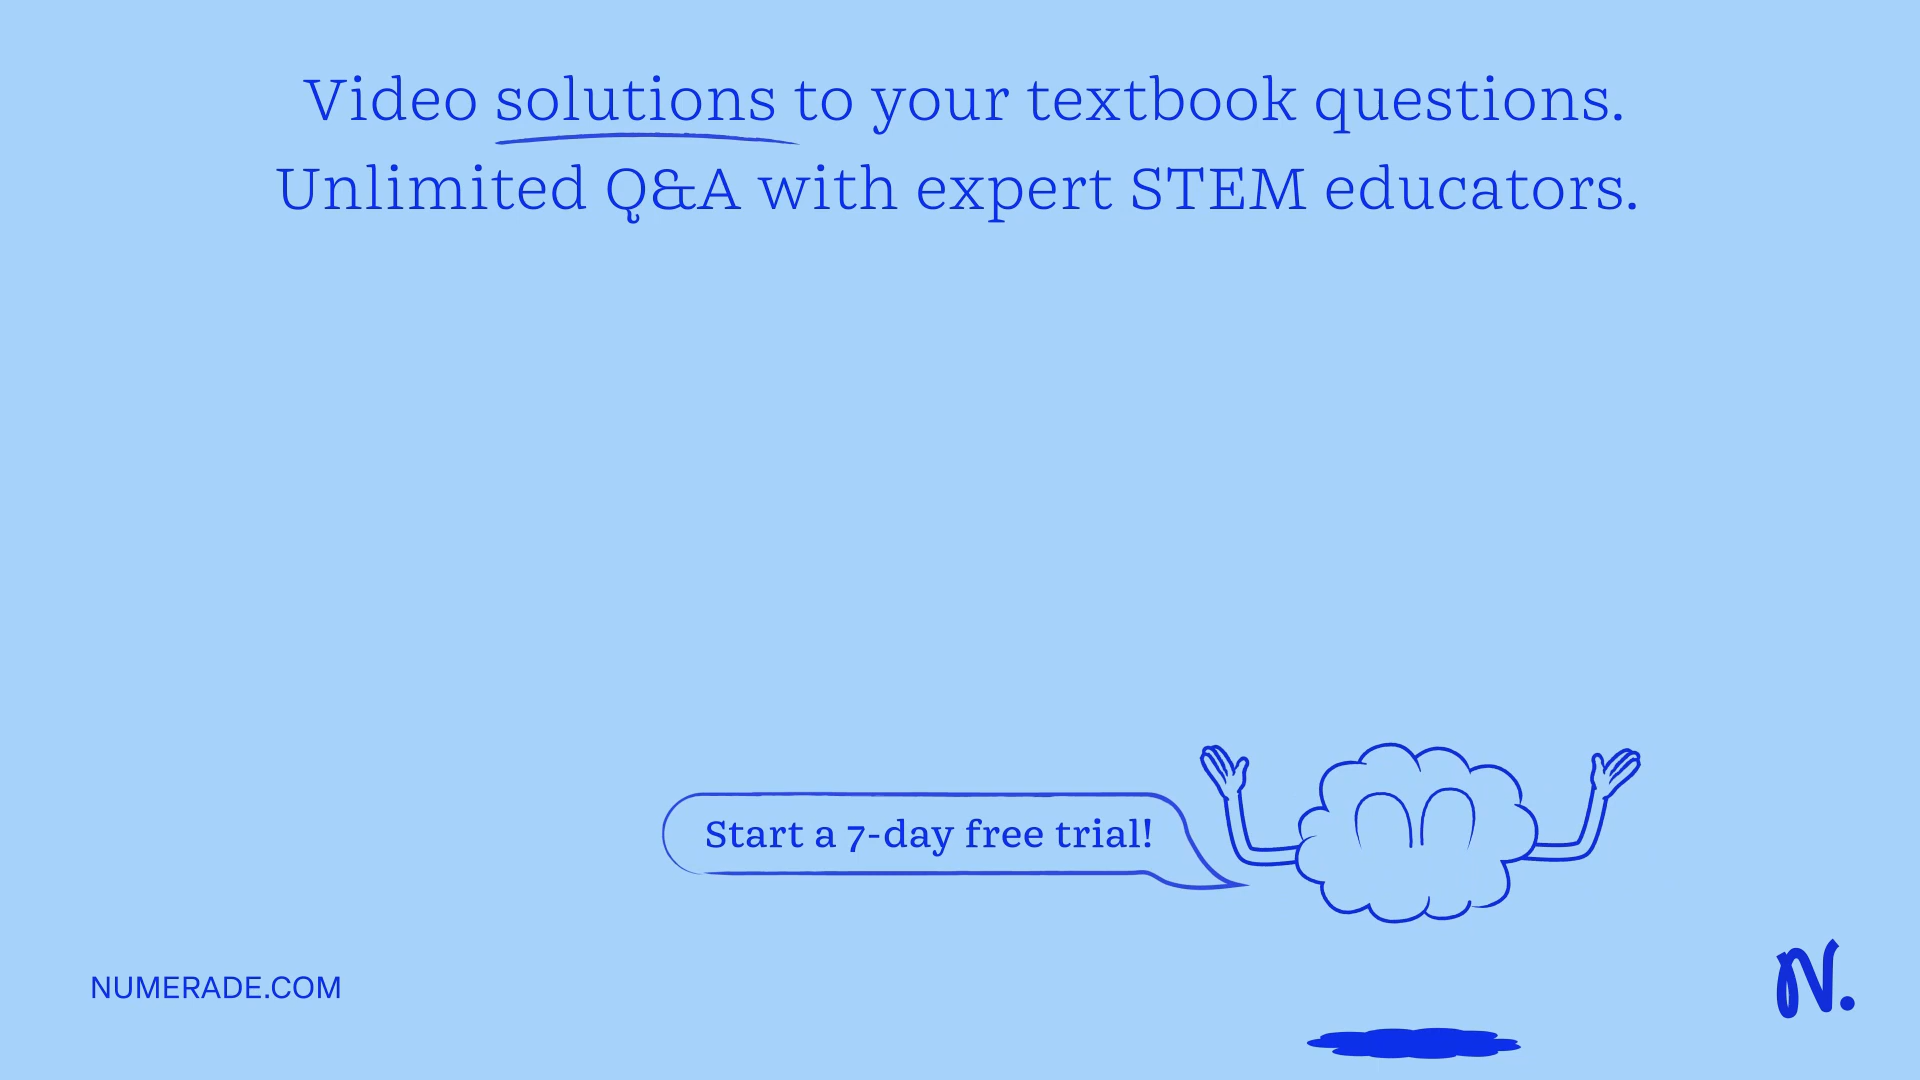 Video solutions to your textbook questions.
Unlimited Q&A with expert STEM educators.
Start a 7-day free trial!
NUMERADE.COM
N.